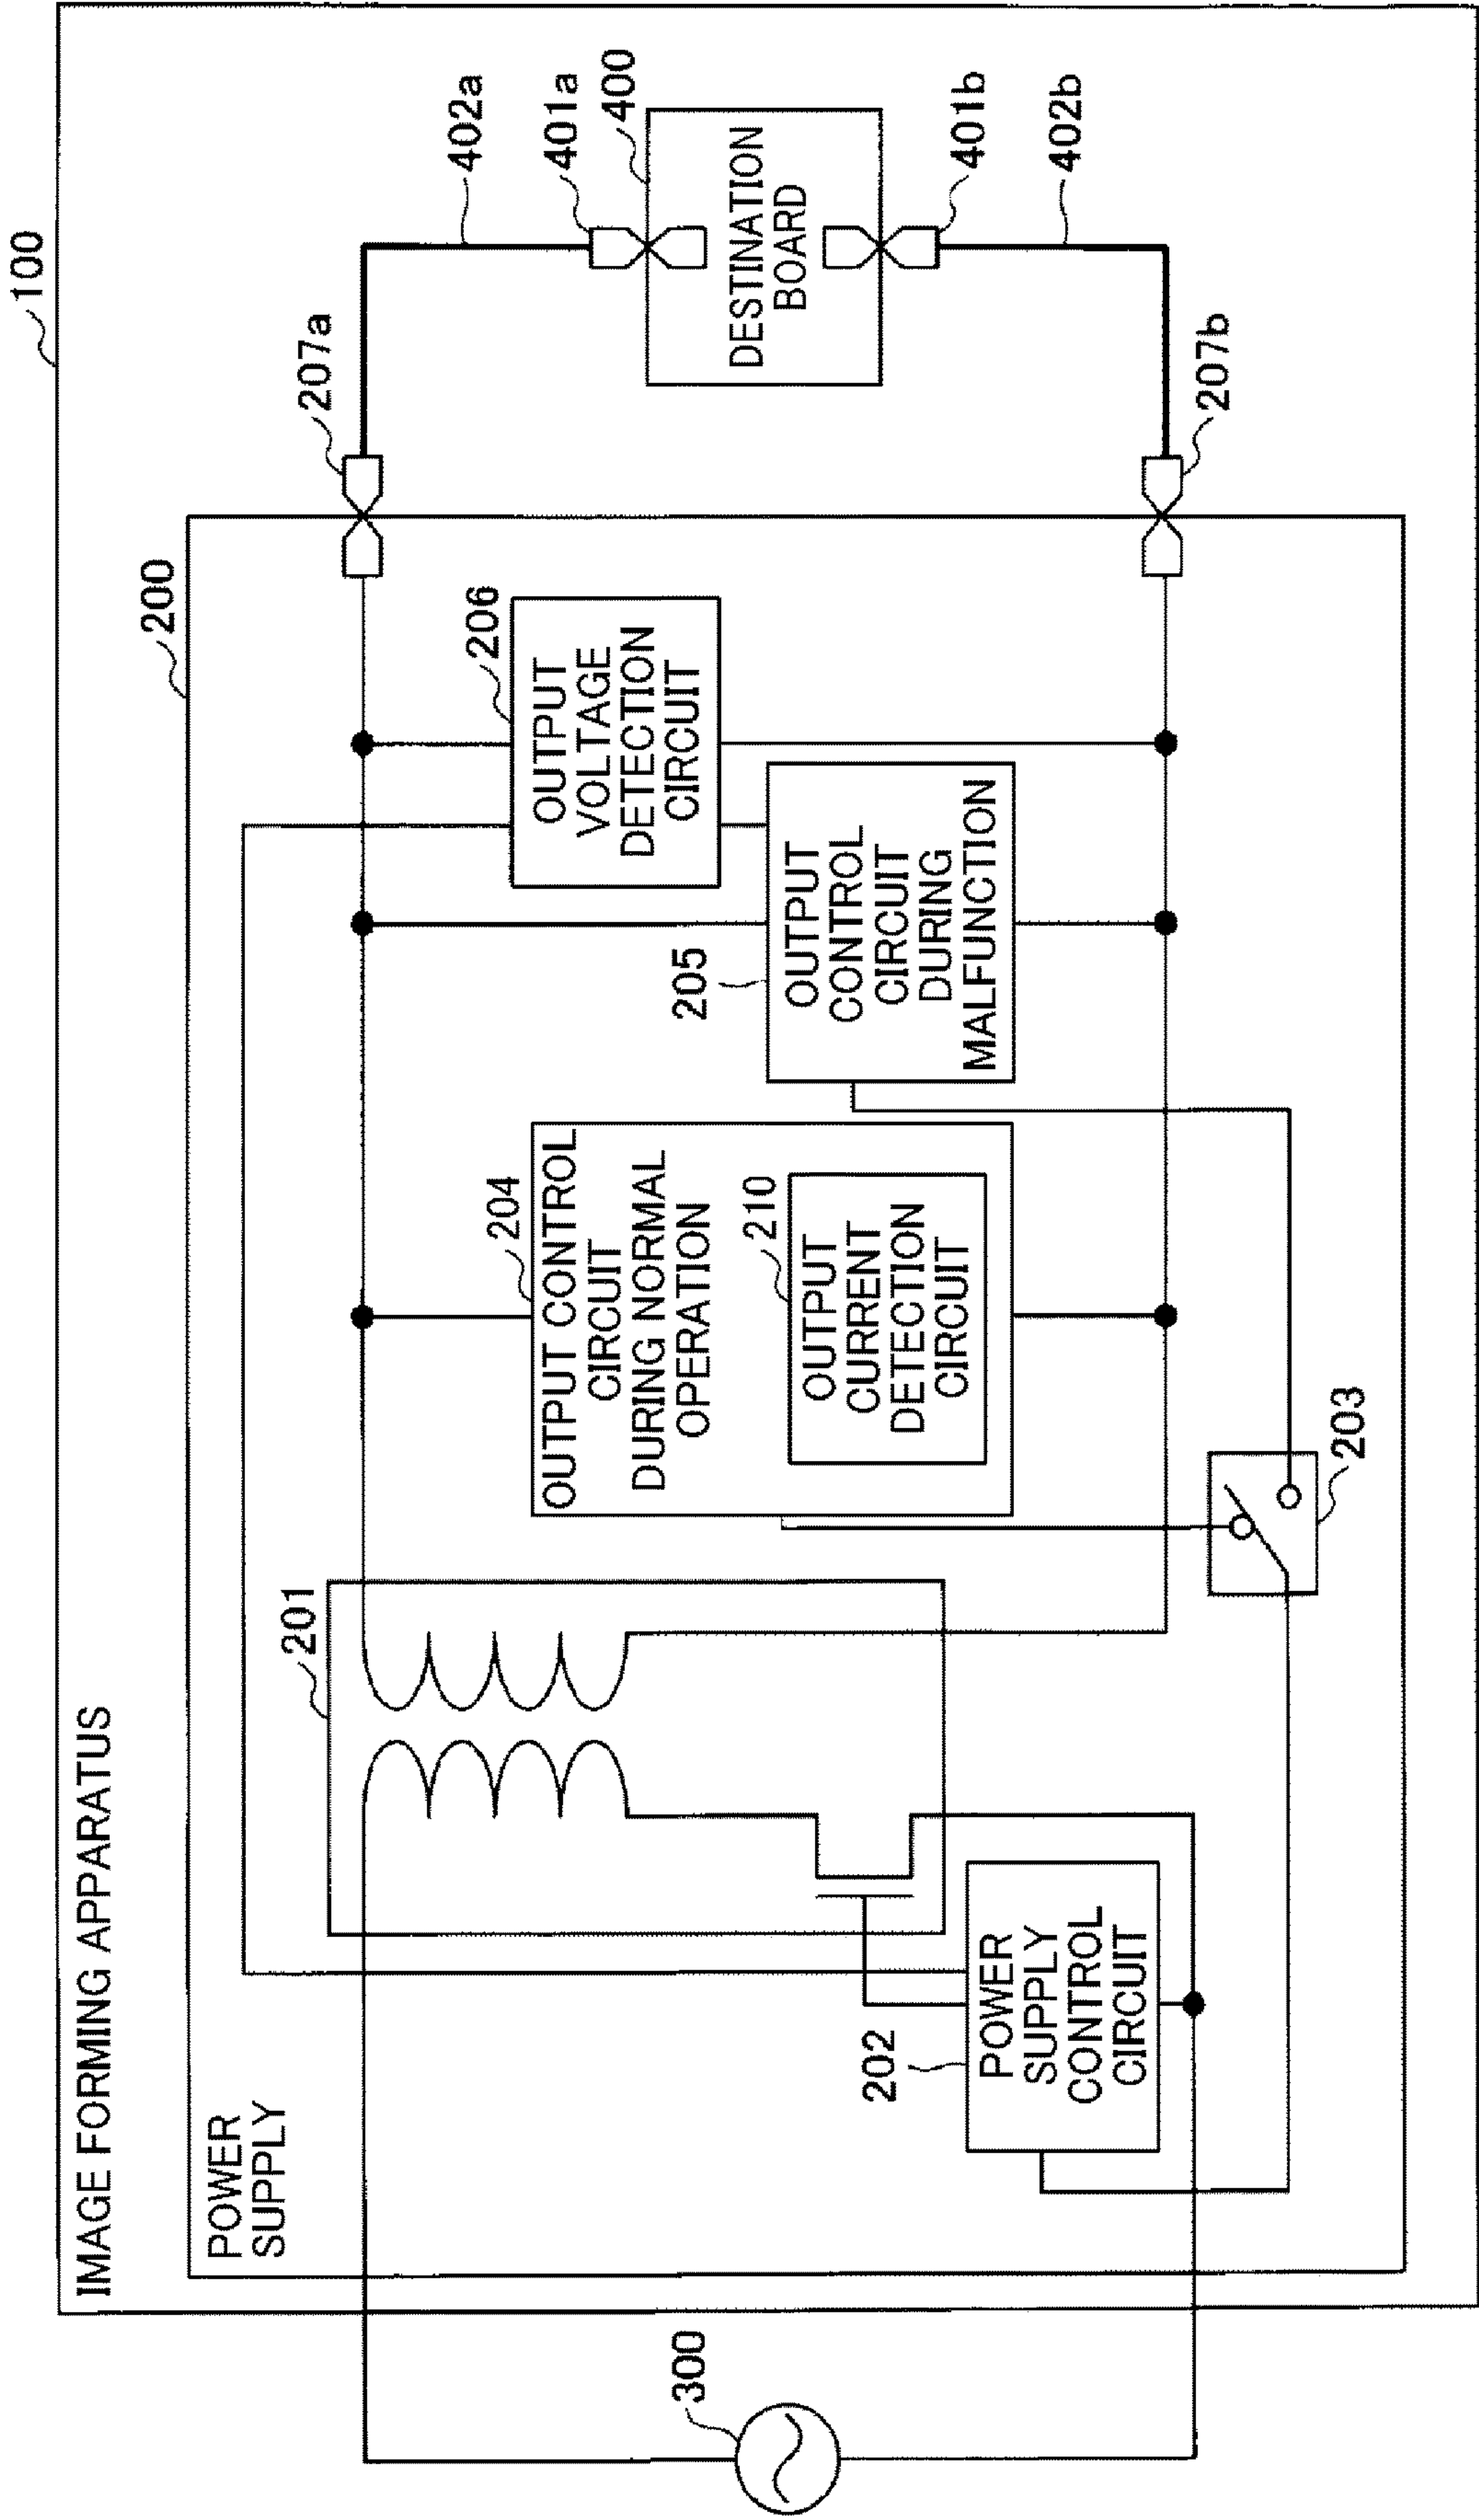 IMAGE FORMING APPARATUS
100
POWER
SUPPLY
200
201
207a
402a
206
OUTPUT
VOLTAGE
DETECTION
CIRCUIT
204
OUTPUT CONTROL
CIRCUIT
DURING NORMAL
OPERATION
210
OUTPUT
CURRENT
DETECTION
CIRCUIT
205
OUTPUT
CONTROL
CIRCUIT
DURING
MALFUNCTION
401a
400
DESTINATION
BOARD
401b
402b
300
202
POWER
SUPPLY
CONTROL
CIRCUIT
203
207b